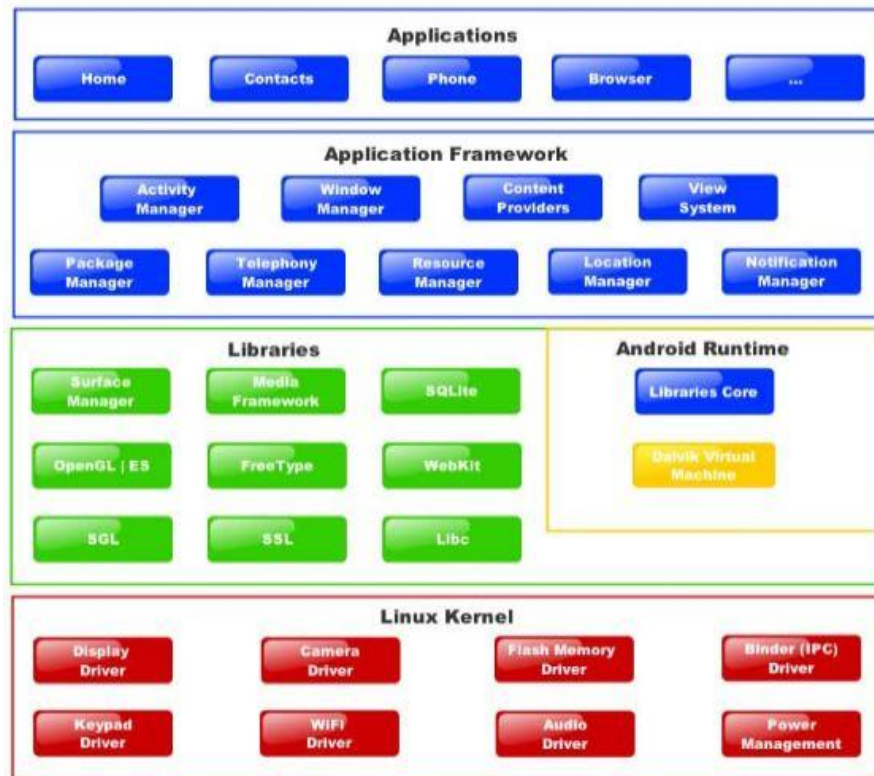 Applications
Home
Contacts
Phone
Browser
...
Application Framework
Activity
Manager
Window
Manager
Content
Providers
View
System
Package
Manager
Telephony
Manager
Resource
Manager
Location
Manager
Notification
Manager
Libraries
Surface
Manager
Media
Framework
SQLite
OpenGL | ES
FreeType
WebKit
SGL
SSL
Libc
Android Runtime
Libraries Core
Dalvik Virtual
Machine
Linux Kernel
Display
Driver
Camera
Driver
Flash Memory
Driver
Binder (IPC)
Driver
Keypad
Driver
WiFi
Driver
Audio
Driver
Power
Management